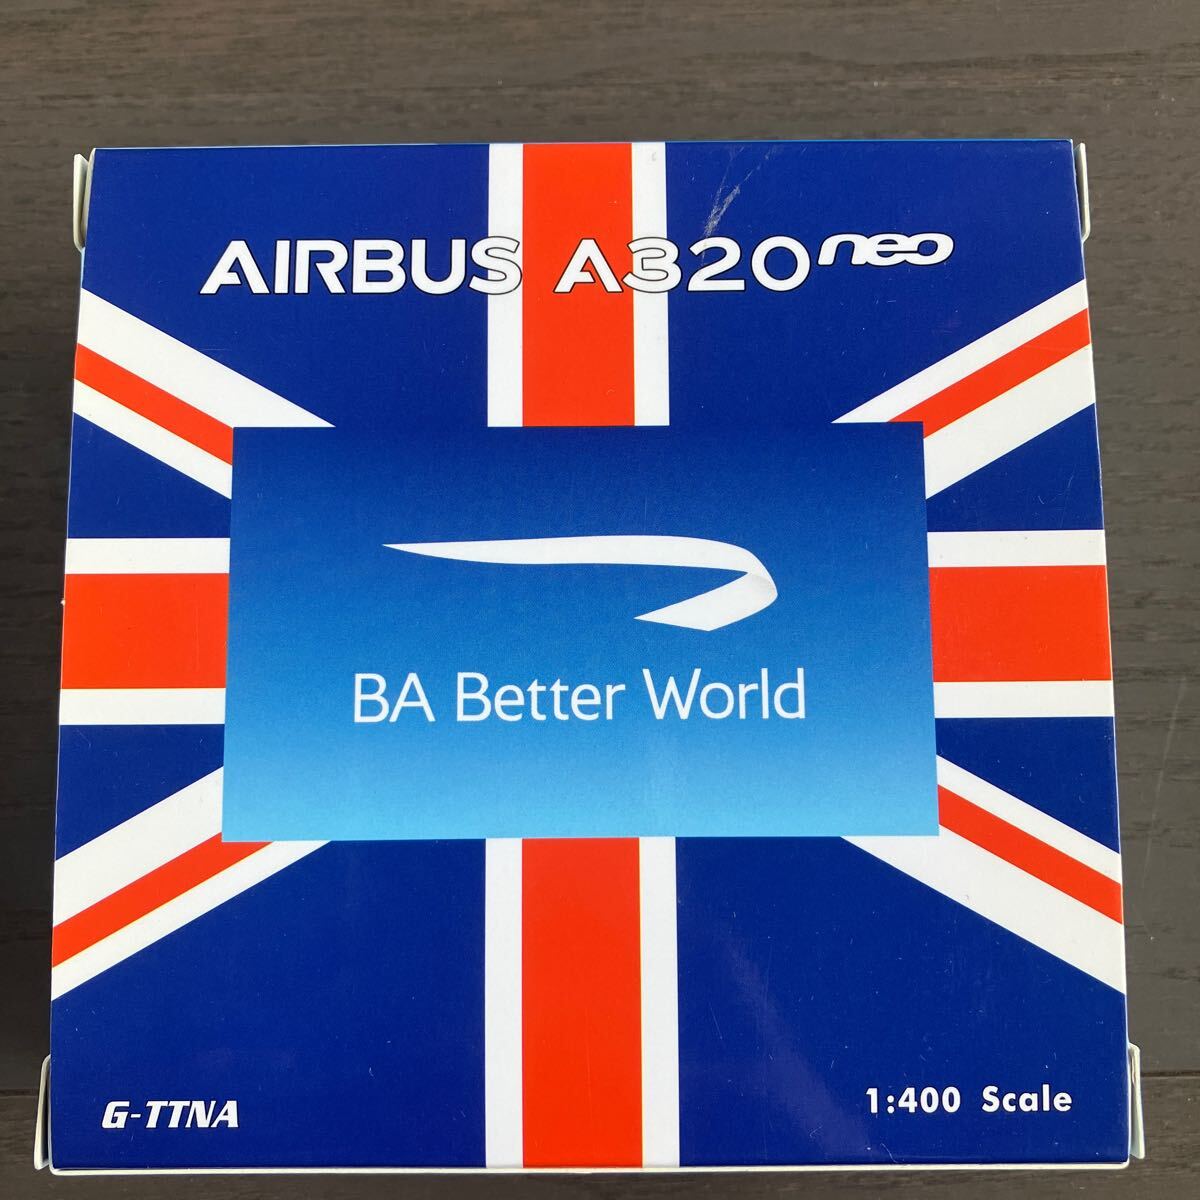 AIRBUS A320neo
BA Better World
G-TTNA
1:400 Scale